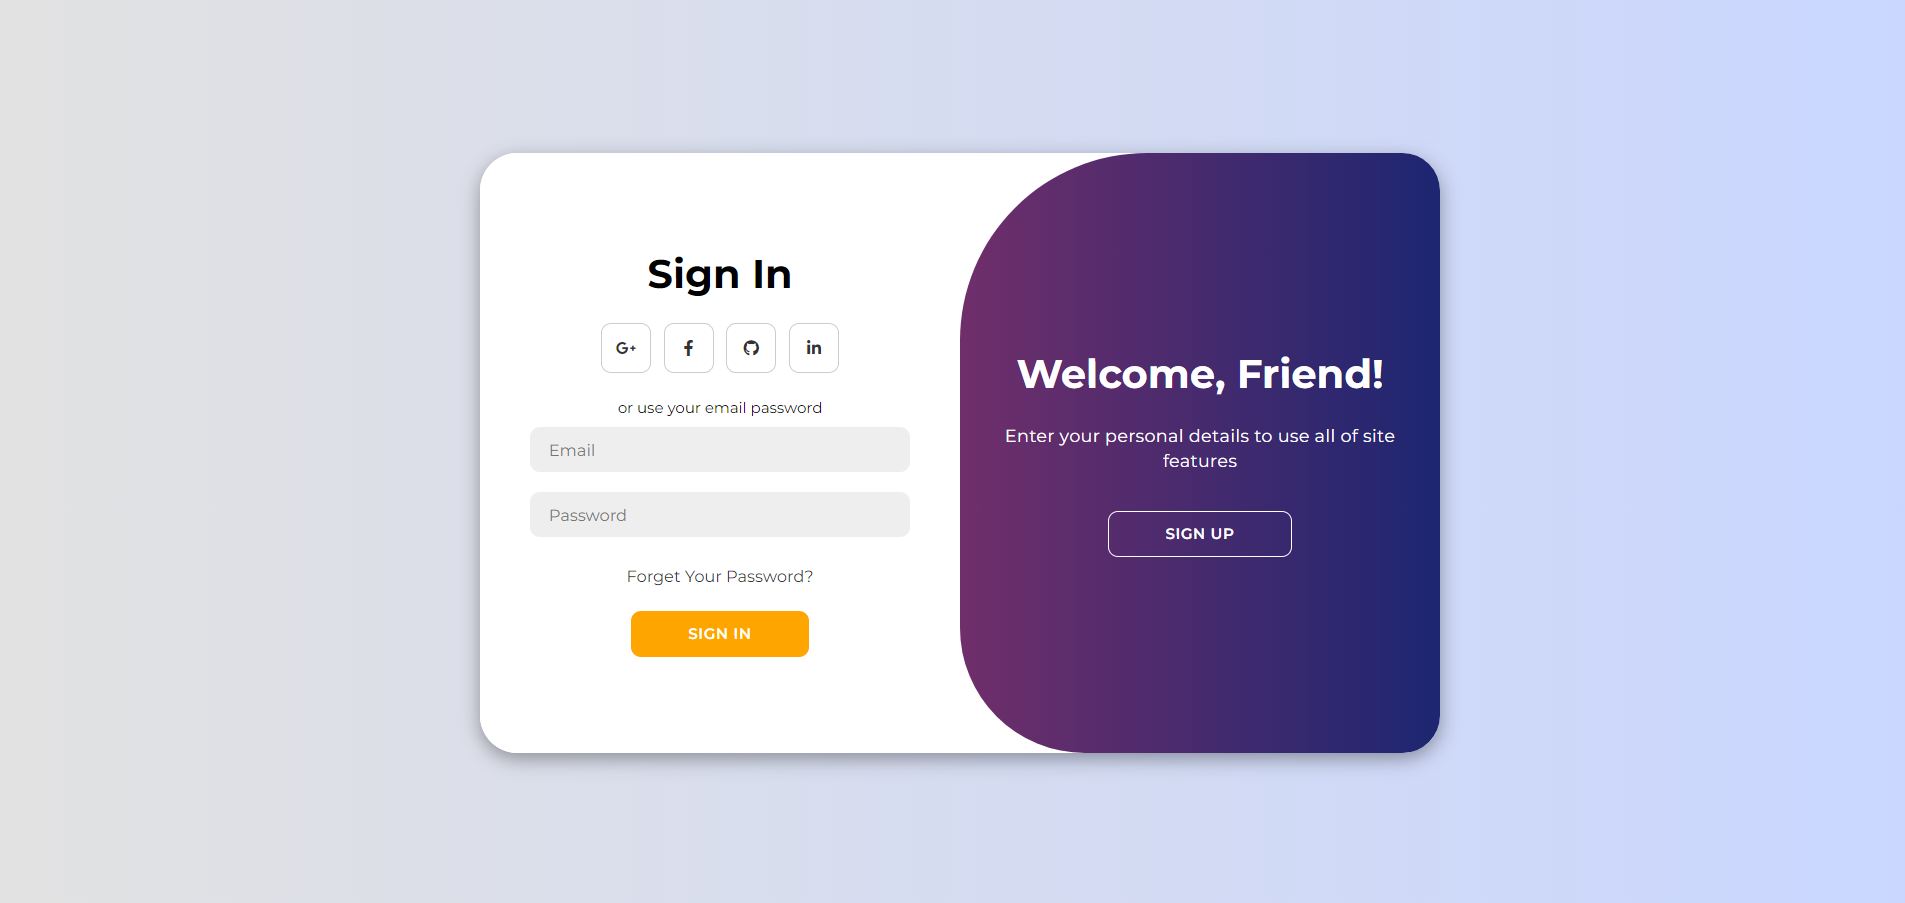 Sign In
G+ f in
or use your email password
Email
Password
Forget Your Password?
SIGN IN
Welcome, Friend!
Enter your personal details to use all of site
features
SIGN UP